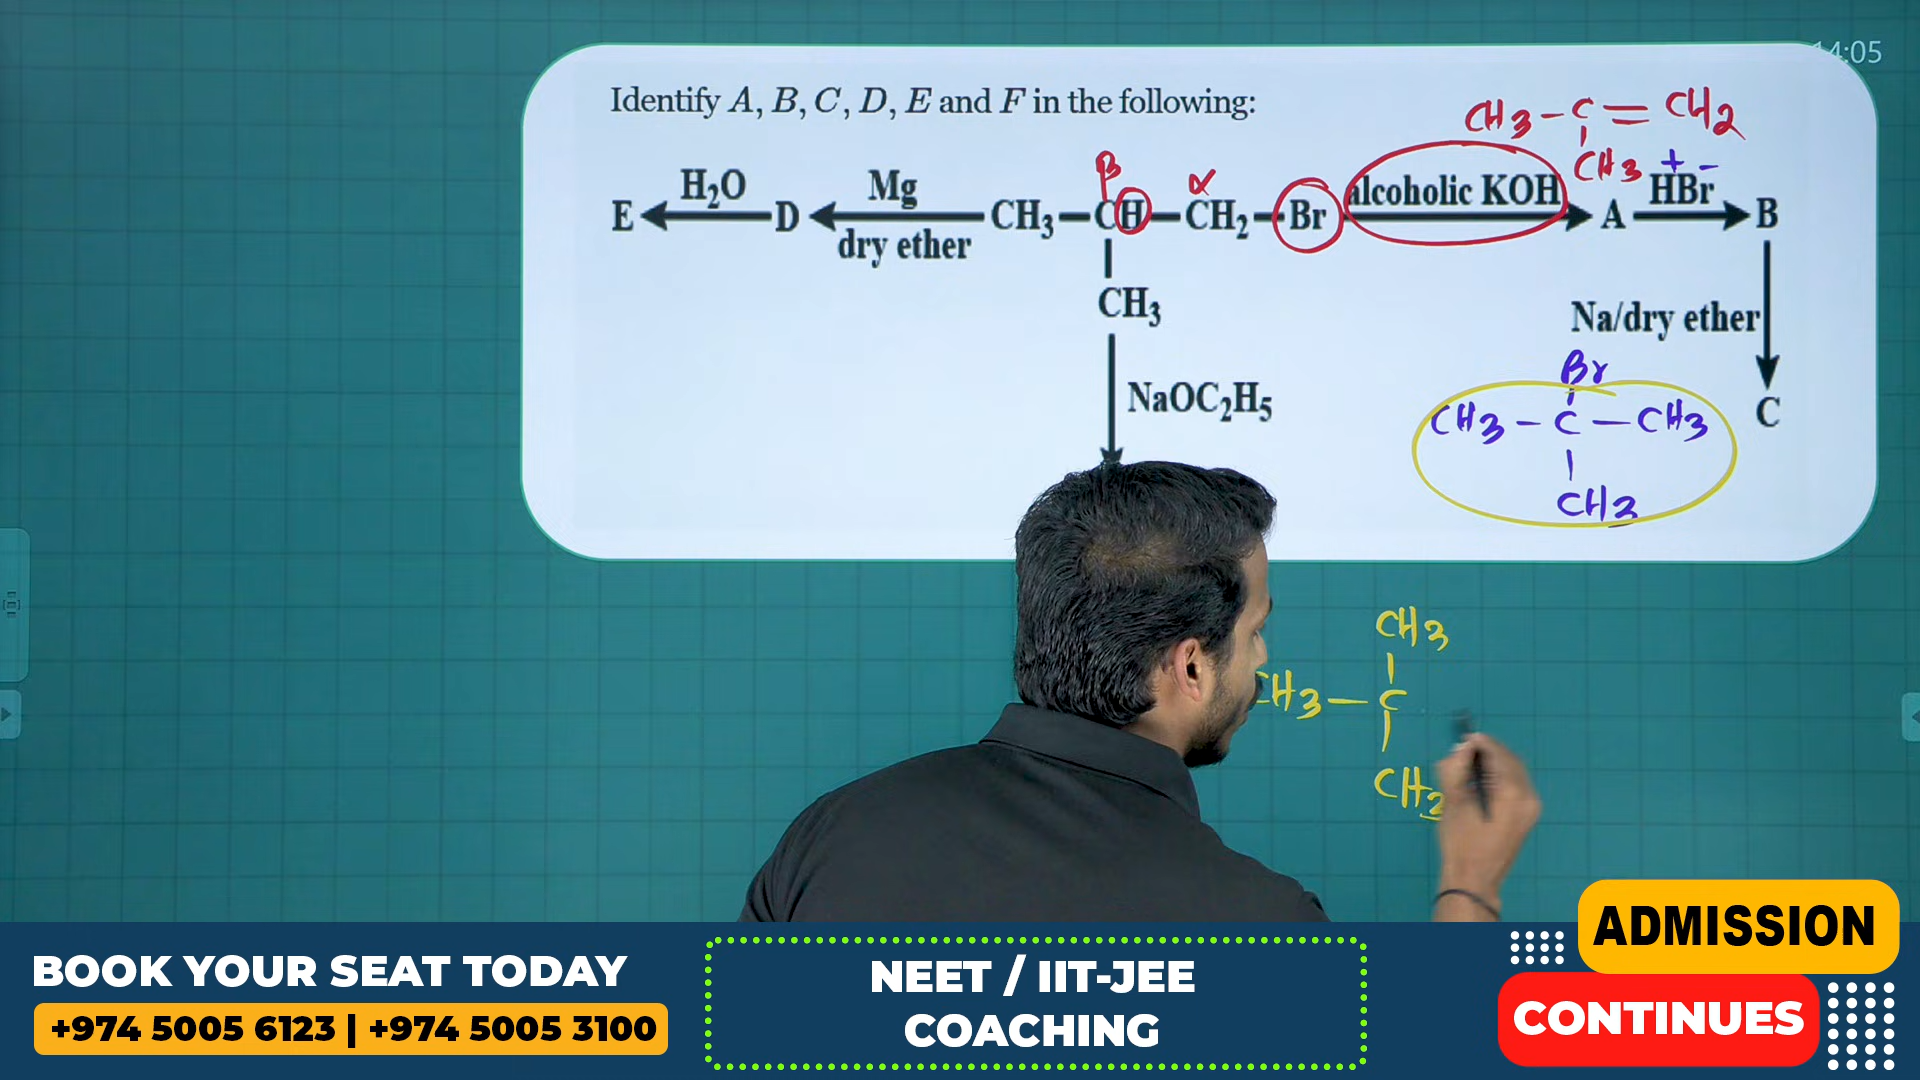 4:05
Identify A, B, C, D, E and F in the following:
CH3-C=CH2
CH3
β
α
+ -
E H2O D Mg dry ether CH3-CH-CH2-Br alcoholic KOH A HBr B
CH3
Na/dry ether
NaOC2H5
C
Br
CH3-C-CH3
CH3
CH3
CH3-C
CH3
BOOK YOUR SEAT TODAY
+974 5005 6123 | +974 5005 3100
NEET / IIT-JEE
COACHING
ADMISSION
CONTINUES